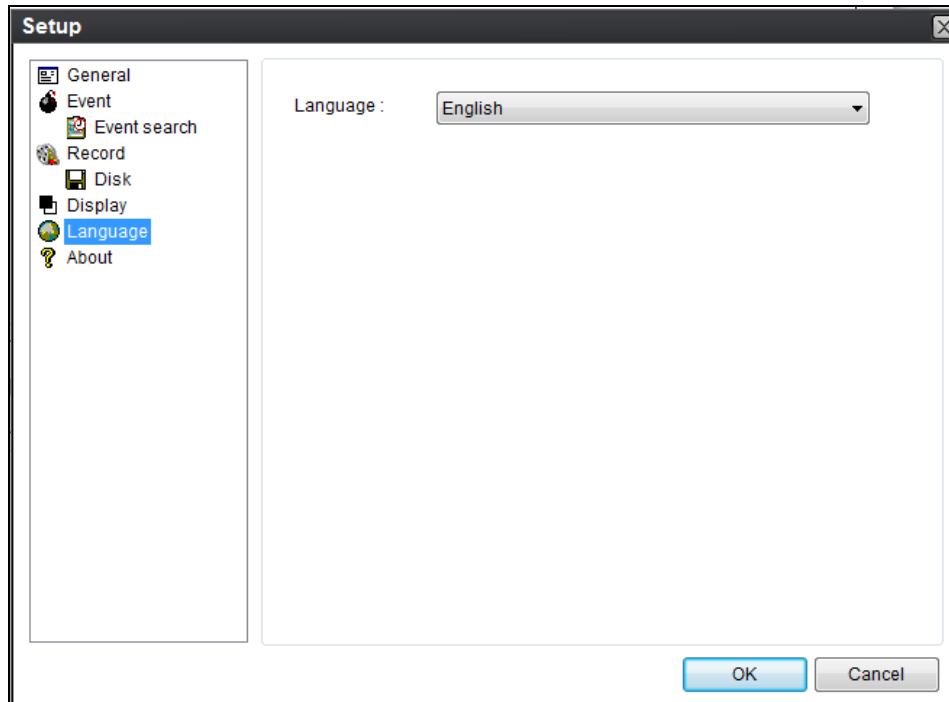 Setup
General
Event
Event search
Record
Disk
Display
Language
About
Language :
English
OK
Cancel